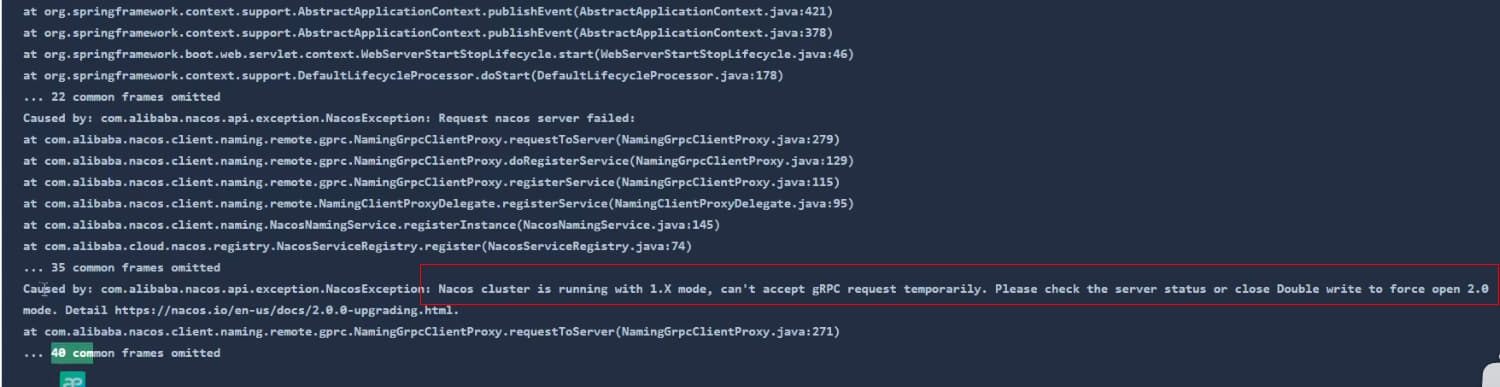 at org.springframework.context.support.AbstractApplicationContext.publishEvent(AbstractApplicationContext.java:421)
at org.springframework.context.support.AbstractApplicationContext.publishEvent(AbstractApplicationContext.java:378)
at org.springframework.boot.web.servlet.context.WebServerStartStopLifecycle.start(WebServerStartStopLifecycle.java:46)
at org.springframework.context.support.DefaultLifecycleProcessor.doStart(DefaultLifecycleProcessor.java:178)
... 22 common frames omitted
Caused by: com.alibaba.nacos.api.exception.NacosException: Request nacos server failed:
at com.alibaba.nacos.client.naming.remote.gprc.NamingGrpcClientProxy.requestToServer(NamingGrpcClientProxy.java:279)
at com.alibaba.nacos.client.naming.remote.gprc.NamingGrpcClientProxy.doRegisterService(NamingGrpcClientProxy.java:129)
at com.alibaba.nacos.client.naming.remote.gprc.NamingGrpcClientProxy.registerService(NamingGrpcClientProxy.java:115)
at com.alibaba.nacos.client.naming.remote.NamingClientProxyDelegate.registerService(NamingClientProxyDelegate.java:95)
at com.alibaba.nacos.client.naming.NacosNamingService.registerInstance(NacosNamingService.java:145)
at com.alibaba.cloud.nacos.registry.NacosServiceRegistry.register(NacosServiceRegistry.java:74)
... 35 common frames omitted
Caused by: com.alibaba.nacos.api.exception.NacosException: Nacos cluster is running with 1.X mode, can't accept gRPC request temporarily. Please check the server status or close Double write to force open 2.0
mode. Detail https://nacos.io/en-us/docs/2.0.0-upgrading.html.
at com.alibaba.nacos.client.naming.remote.gprc.NamingGrpcClientProxy.requestToServer(NamingGrpcClientProxy.java:271)
... 40 common frames omitted